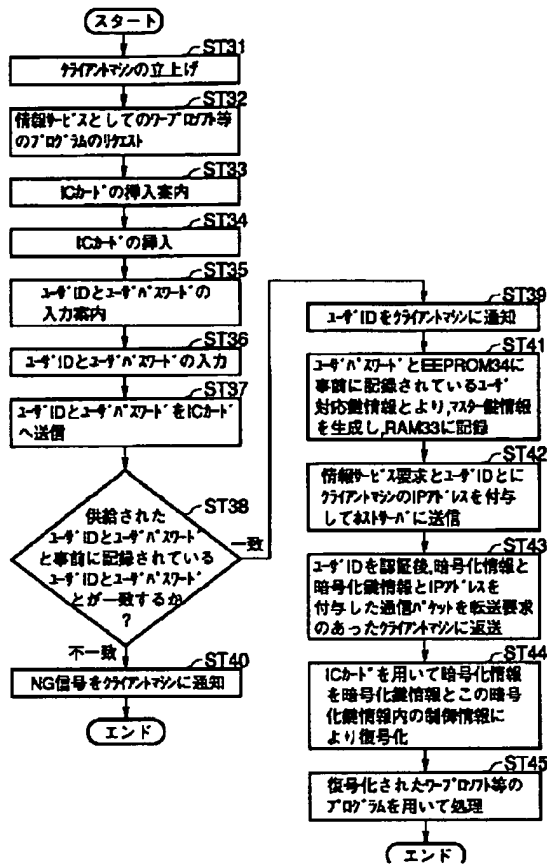 スタート
ST31
クライアントマシンの立上げ
ST32
情報サービスとしてのワープロソフト等
のプログラムのリクエスト
ST33
ICカードの挿入案内
ST34
ICカードの挿入
ST35
ユーザIDとユーザパスワードの
入力案内
ST36
ユーザIDとユーザパスワードの入力
ST37
ユーザIDとユーザパスワードをICカード
へ送信
ST38
供給された
ユーザIDとユーザパスワード
と事前に記録されている
ユーザIDとユーザパスワード
とが一致するか
?
一致
不一致
ST40
NG信号をクライアントマシンに通知
エンド
ST39
ユーザIDをクライアントマシンに通知
ST41
ユーザパスワードとEEPROM34に
事前に記録されているユーザ
対応鍵情報とより,マスター鍵情報
を生成し,RAM33に記録
ST42
情報サービス要求とユーザIDとに
クライアントマシンのIPアドレスを付与
してホストサーバに送信
ST43
ユーザIDを認証後,暗号化情報と
暗号化鍵情報とIPアドレスを
付与した通信パケットを転送要求
のあったクライアントマシンに返送
ST44
ICカードを用いて暗号化情報
を暗号化鍵情報とこの暗号
化鍵情報内の制御情報に
より復号化
ST45
復号化されたワープロソフト等の
プログラムを用いて処理
エンド